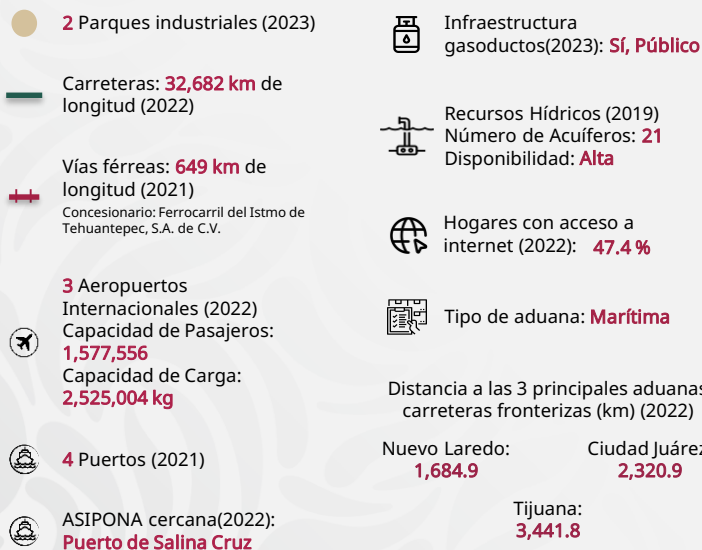 2 Parques industriales (2023)
Carreteras: 32,682 km de
longitud (2022)
Vías férreas: 649 km de
longitud (2021)
Concesionario: Ferrocarril del Istmo de
Tehuantepec, S.A. de C.V.
3 Aeropuertos
Internacionales (2022)
Capacidad de Pasajeros:
1,577,556
Capacidad de Carga:
2,525,004 kg
4 Puertos (2021)
ASIPONA cercana(2022):
Puerto de Salina Cruz
Infraestructura
gasoductos(2023): Sí, Público
Recursos Hídricos (2019)
Número de Acuíferos: 21
Disponibilidad: Alta
Hogares con acceso a
internet (2022): 47.4 %
Tipo de aduana: Marítima
Distancia a las 3 principales aduanas
carreteras fronterizas (km) (2022)
Nuevo Laredo:
1,684.9
Ciudad Juárez
2,320.9
Tijuana:
3,441.8